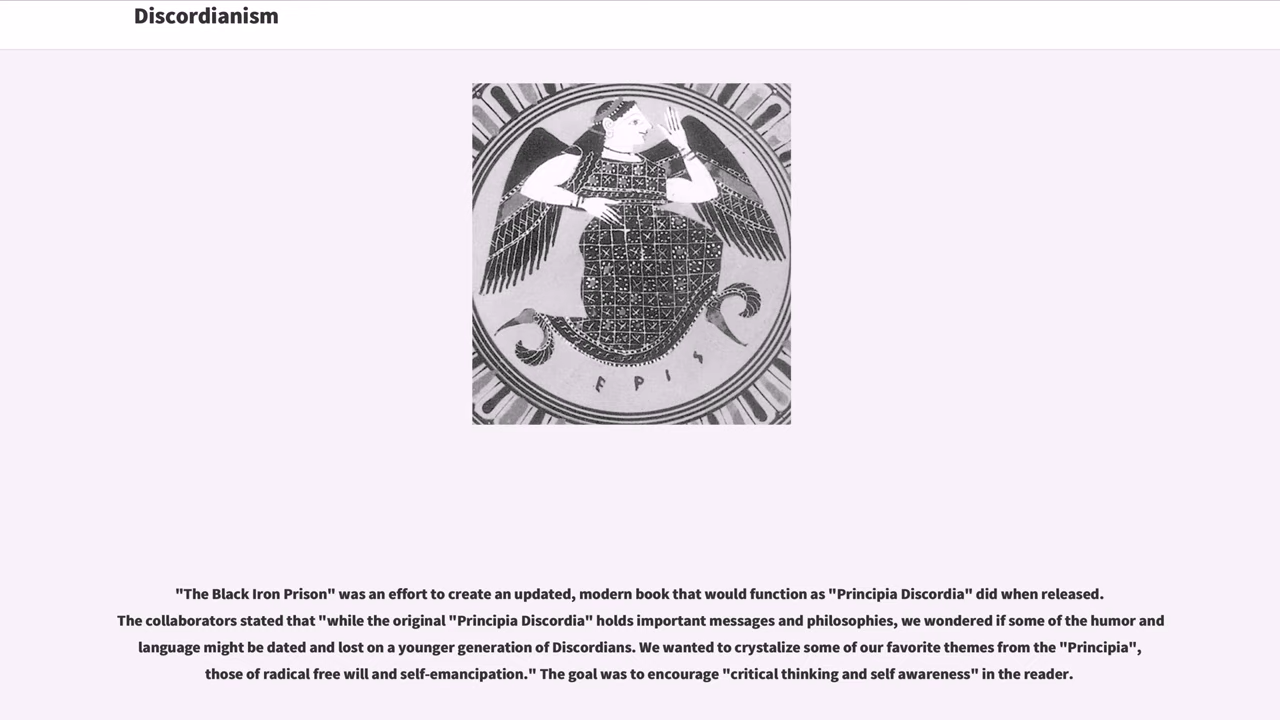 Discordianism
ΕΡΙΣ
"The Black Iron Prison" was an effort to create an updated, modern book that would function as "Principia Discordia" did when released.
The collaborators stated that "while the original "Principia Discordia" holds important messages and philosophies, we wondered if some of the humor and
language might be dated and lost on a younger generation of Discordians. We wanted to crystalize some of our favorite themes from the "Principia",
those of radical free will and self-emancipation." The goal was to encourage "critical thinking and self awareness" in the reader.